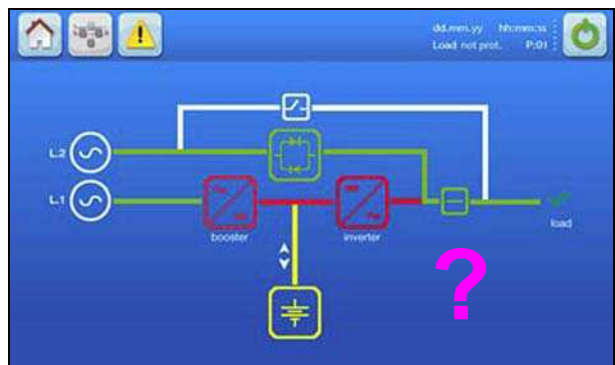 dd.mm.yy hh:mm:ss
Load not prot. P:01
L2
L1
booster
inverter
load
?